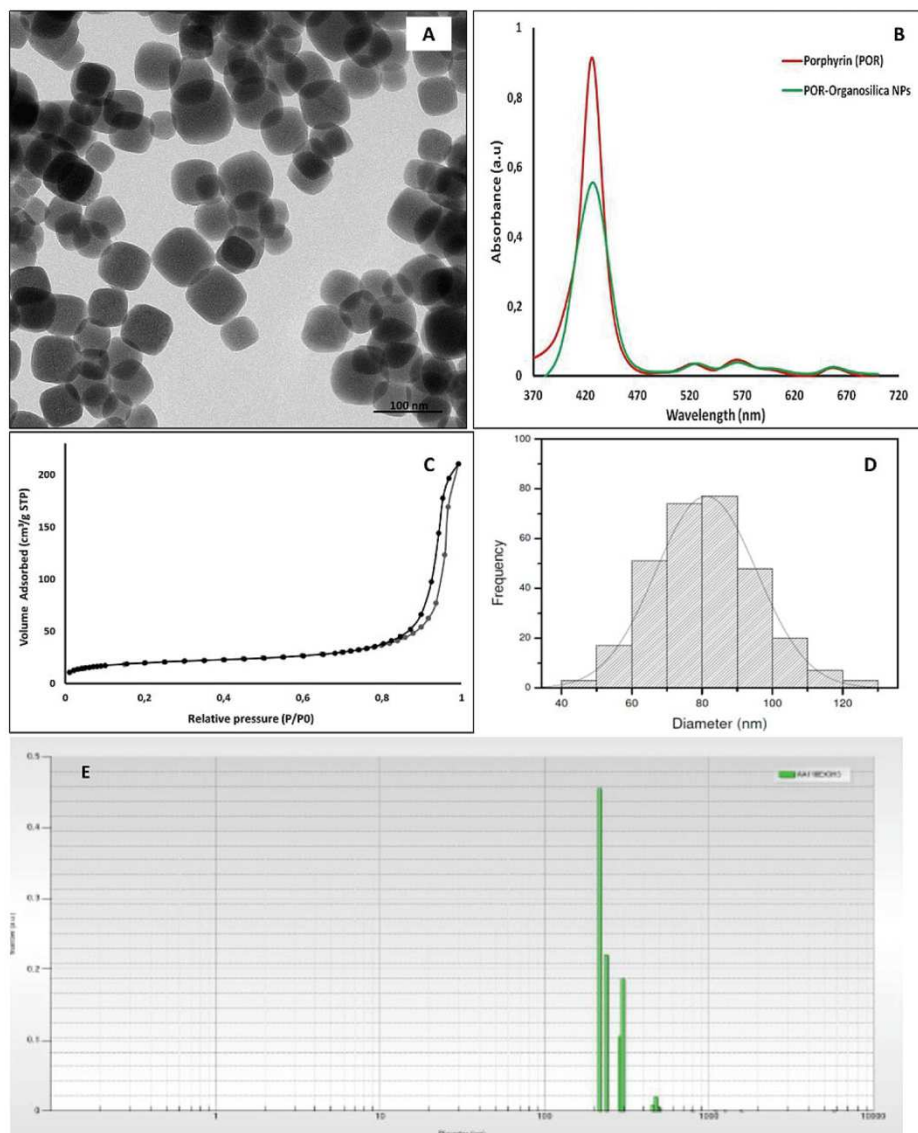 A
100 nm
B
Absorbance (a.u)
1
0,8
0,6
0,4
0,2
0
Porphyrin (POR)
POR-Organosilica NPs
370 420 470 520 570 620 670 720
Wavelength (nm)
C
Volume Adsorbed (cm³/g STP)
200
150
100
50
0
0 0,2 0,4 0,6 0,8 1
Relative pressure (P/P0)
D
Frequency
100
80
60
40
20
0
40 60 80 100 120
Diameter (nm)
E
0.5
0.4
0.3
0.2
0.1
0
1 10 100 1000 10000